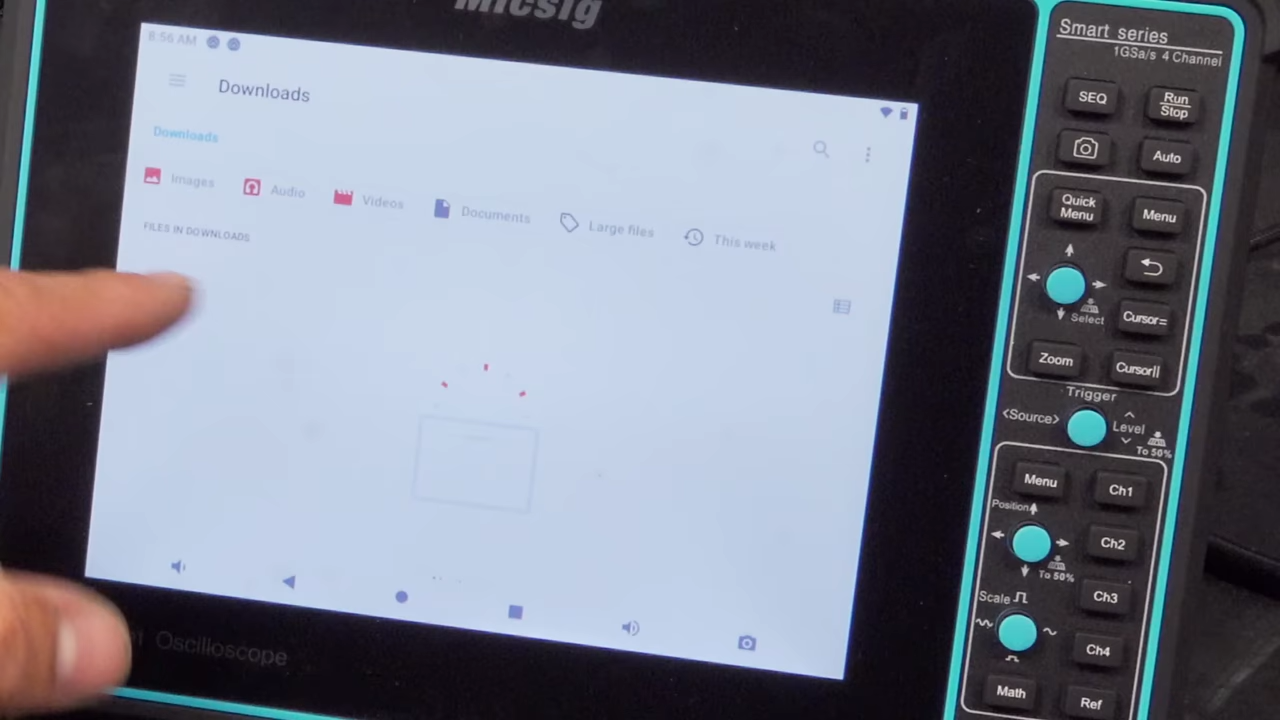 Micsig
8:56 AM
Downloads
Downloads
Images
Audio
Videos
Documents
Large files
This week
FILES IN DOWNLOADS
Oscilloscope
Smart series
1GSa/s 4 Channel
SEQ
Run
Stop
Auto
Quick
Menu
Menu
Select
Cursor=
Zoom
Cursor||
Trigger
<Source>
Level
To 50%
Menu
Ch1
Position
Ch2
To 50%
Scale
Ch3
Ch4
Math
Ref